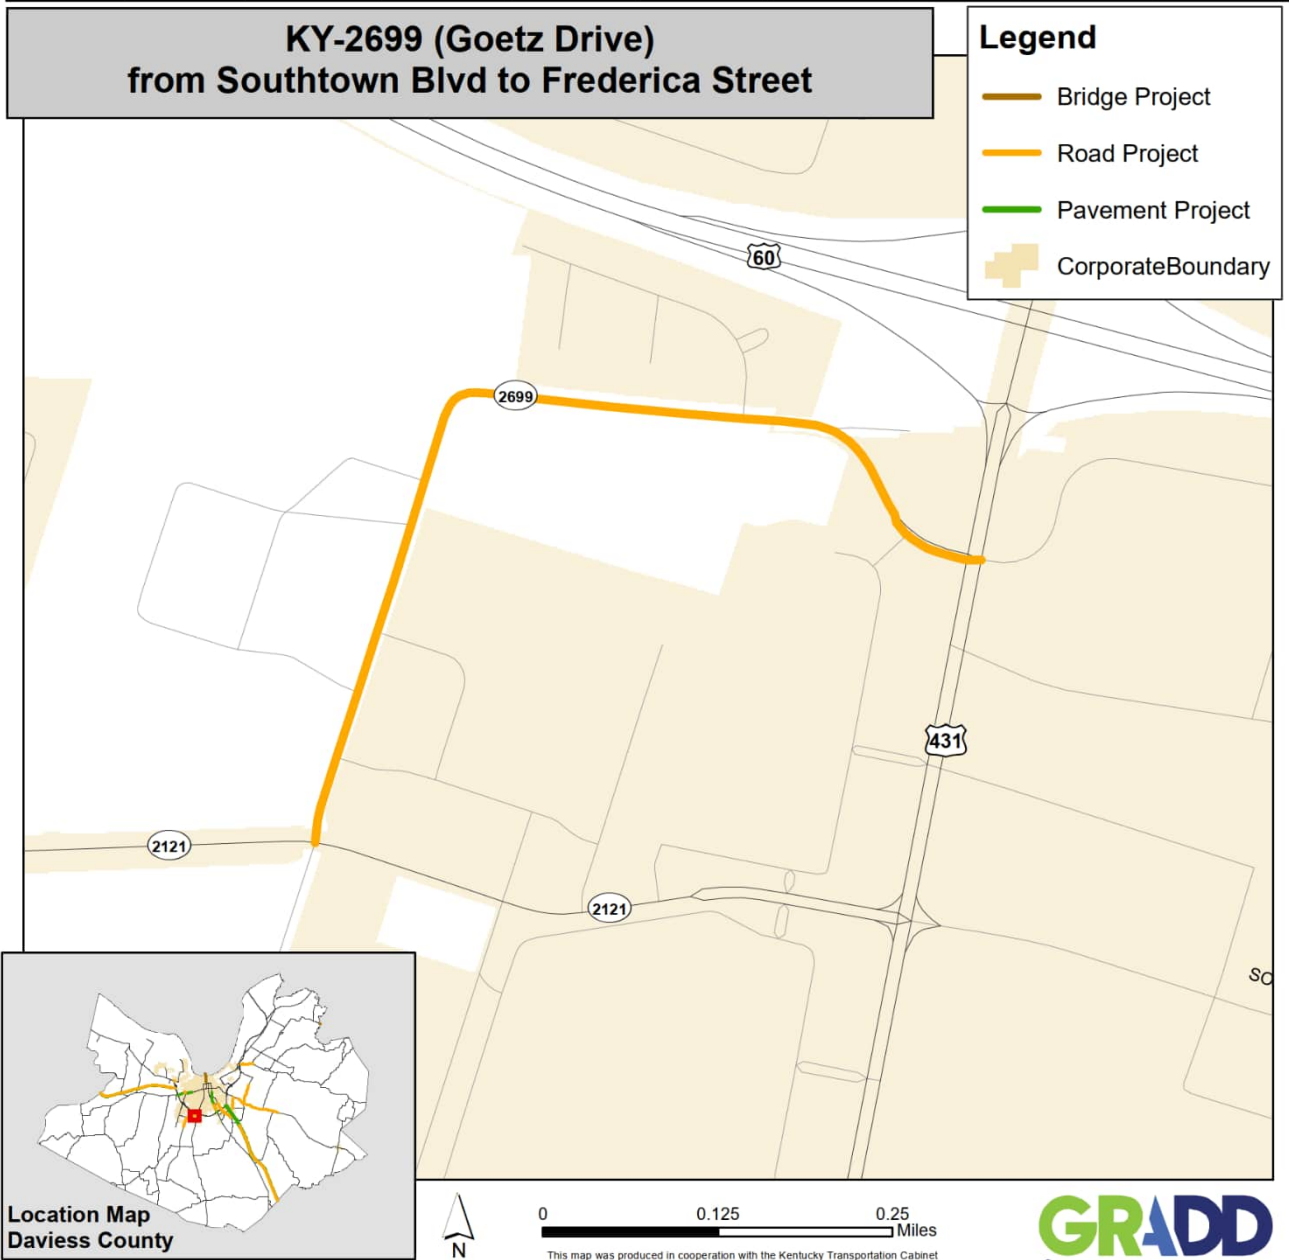 KY-2699 (Goetz Drive)
from Southtown Blvd to Frederica Street
Legend
Bridge Project
Road Project
Pavement Project
CorporateBoundary
60
2699
431
2121
2121
SO
Location Map
Daviess County
N
0 0.125 0.25
Miles
This map was produced in cooperation with the Kentucky Transportation Cabinet
GRADD